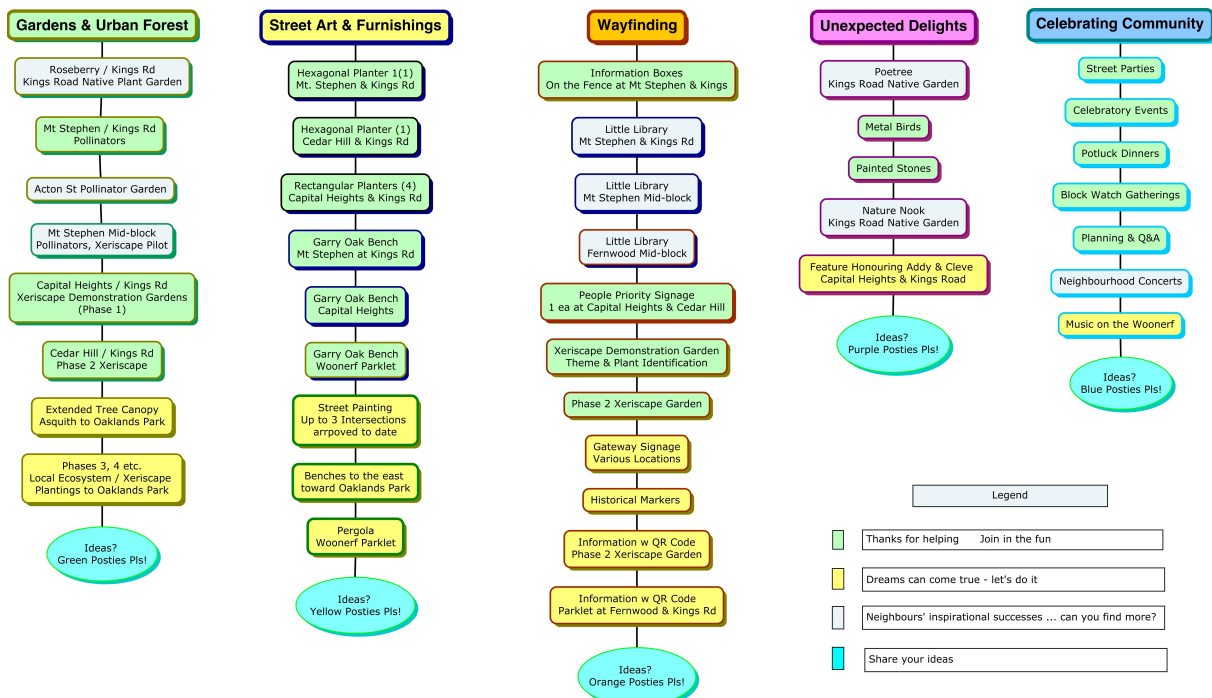 Gardens & Urban Forest
Roseberry / Kings Rd
Kings Road Native Plant Garden
Mt Stephen / Kings Rd
Pollinators
Acton St Pollinator Garden
Mt Stephen Mid-block
Pollinators, Xeriscape Pilot
Capital Heights / Kings Rd
Xeriscape Demonstration Gardens
(Phase 1)
Cedar Hill / Kings Rd
Phase 2 Xeriscape
Extended Tree Canopy
Asquith to Oaklands Park
Phases 3, 4 etc.
Local Ecosystem / Xeriscape
Plantings to Oaklands Park
Ideas?
Green Posties Pls!
Street Art & Furnishings
Hexagonal Planter 1(1)
Mt. Stephen & Kings Rd
Hexagonal Planter (1)
Cedar Hill & Kings Rd
Rectangular Planters (4)
Capital Heights & Kings Rd
Garry Oak Bench
Mt Stephen at Kings Rd
Garry Oak Bench
Capital Heights
Garry Oak Bench
Woonerf Parklet
Street Painting
Up to 3 Intersections
arrpoved to date
Benches to the east
toward Oaklands Park
Pergola
Woonerf Parklet
Ideas?
Yellow Posties Pls!
Wayfinding
Information Boxes
On the Fence at Mt Stephen & Kings
Little Library
Mt Stephen & Kings Rd
Little Library
Mt Stephen Mid-block
Little Library
Fernwood Mid-block
People Priority Signage
1 ea at Capital Heights & Cedar Hill
Xeriscape Demonstration Garden
Theme & Plant Identification
Phase 2 Xeriscape Garden
Gateway Signage
Various Locations
Historical Markers
Information w QR Code
Phase 2 Xeriscape Garden
Information w QR Code
Parklet at Fernwood & Kings Rd
Ideas?
Orange Posties Pls!
Unexpected Delights
Poetree
Kings Road Native Garden
Metal Birds
Painted Stones
Nature Nook
Kings Road Native Garden
Feature Honouring Addy & Cleve
Capital Heights & Kings Road
Ideas?
Purple Posties Pls!
Celebrating Community
Street Parties
Celebratory Events
Potluck Dinners
Block Watch Gatherings
Planning & Q&A
Neighbourhood Concerts
Music on the Woonerf
Ideas?
Blue Posties Pls!
Legend
Thanks for helping Join in the fun
Dreams can come true - let's do it
Neighbours' inspirational successes ... can you find more?
Share your ideas